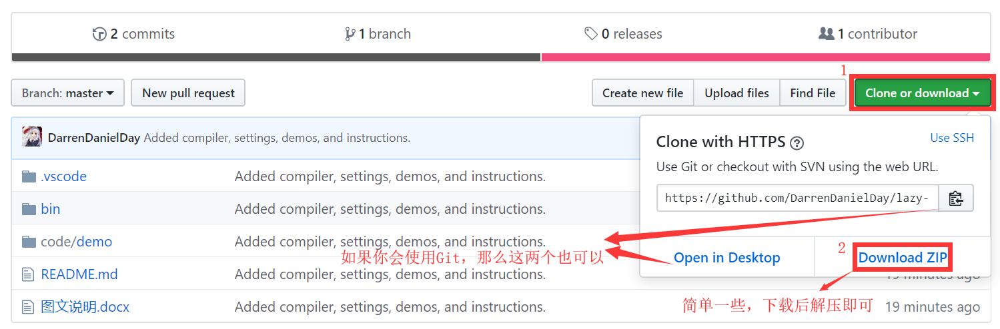 2 commits
1 branch
0 releases
1 contributor
1
Branch: master
New pull request
Create new file
Upload files
Find File
Clone or download
DarrenDanielDay Added compiler, settings, demos, and instructions.
Clone with HTTPS
Use SSH
Use Git or checkout with SVN using the web URL.
https://github.com/DarrenDanielDay/lazy-
.vscode
Added compiler, settings, demos, and instructions.
bin
Added compiler, settings, demos, and instructions.
code/demo
Added compiler, settings, demos, and instructions.
如果你会使用Git，那么这两个也可以
Open in Desktop
2
Download ZIP
README.md
Added compiler, settings, demos, and instructions.
19 minutes ago
图文说明.docx
Added compiler, settings, demos, and instructions.
简单一些，下载后解压即可
19 minutes ago